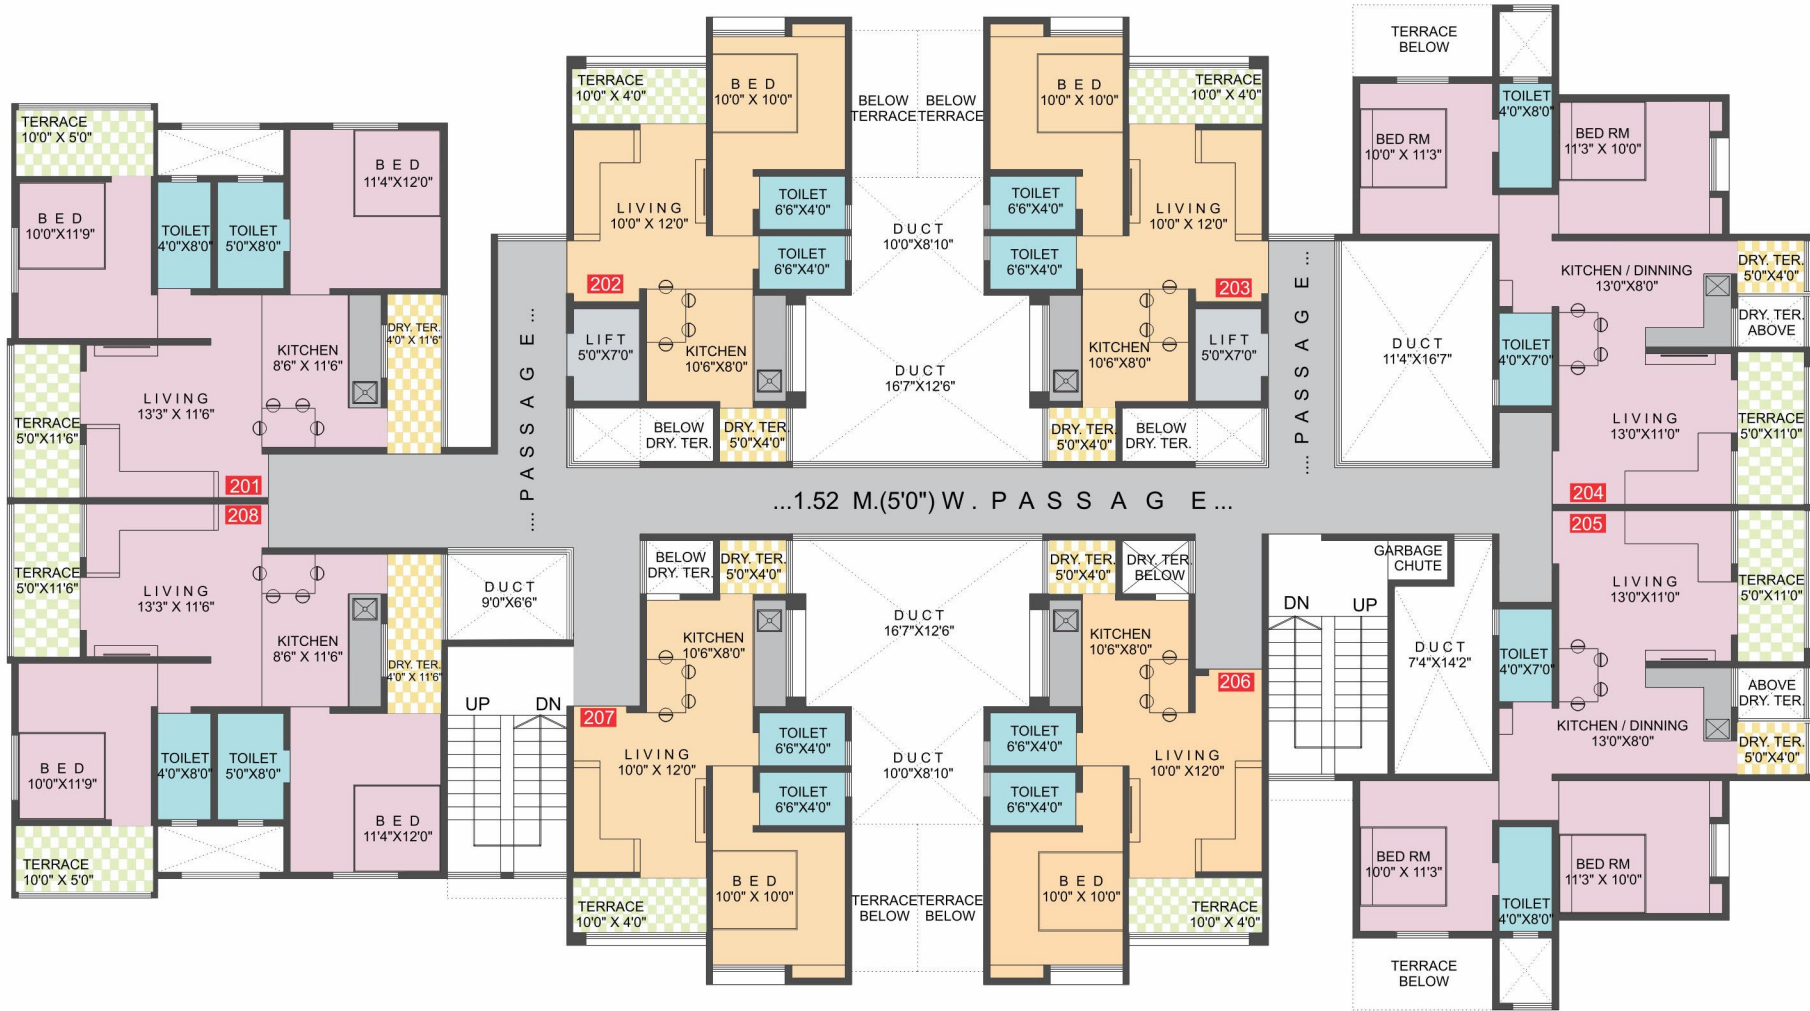 TERRACE
10'0" X 5'0"
B E D
10'0"X11'9"
TOILET
4'0"X8'0"
TOILET
5'0"X8'0"
B E D
11'4"X12'0"
DRY. TER.
4'0" X 11'6"
KITCHEN
8'6" X 11'6"
LIVING
13'3" X 11'6"
TERRACE
5'0"X11'6"
201
TERRACE
10'0" X 4'0"
B E D
10'0" X 10'0"
LIVING
10'0" X 12'0"
TOILET
6'6"X4'0"
TOILET
6'6"X4'0"
202
LIFT
5'0"X7'0"
KITCHEN
10'6"X8'0"
BELOW
DRY. TER.
DRY. TER.
5'0"X4'0"
.... P A S S A G E ...
BELOW
TERRACE
BELOW
TERRACE
DUCT
10'0"X8'10"
DUCT
16'7"X12'6"
B E D
10'0" X 10'0"
TERRACE
10'0" X 4'0"
TOILET
6'6"X4'0"
TOILET
6'6"X4'0"
LIVING
10'0" X 12'0"
203
KITCHEN
10'6"X8'0"
LIFT
5'0"X7'0"
DRY. TER.
5'0"X4'0"
BELOW
DRY. TER.
.... P A S S A G E ...
TERRACE
BELOW
TOILET
4'0"X8'0"
BED RM
10'0" X 11'3"
BED RM
11'3" X 10'0"
DUCT
11'4"X16'7"
KITCHEN / DINNING
13'0"X8'0"
DRY. TER.
5'0"X4'0"
DRY. TER.
ABOVE
TOILET
4'0"X7'0"
LIVING
13'0"X11'0"
TERRACE
5'0"X11'0"
204
...1.52 M.(5'0") W. P A S S A G E...
208
TERRACE
5'0"X11'6"
LIVING
13'3" X 11'6"
KITCHEN
8'6" X 11'6"
DRY. TER.
4'0" X 11'6"
B E D
10'0"X11'9"
TOILET
4'0"X8'0"
TOILET
5'0"X8'0"
B E D
11'4"X12'0"
TERRACE
10'0" X 5'0"
DUCT
9'0"X6'6"
UP
DN
BELOW
DRY. TER.
DRY. TER.
5'0"X4'0"
KITCHEN
10'6"X8'0"
207
LIVING
10'0" X 12'0"
TOILET
6'6"X4'0"
TOILET
6'6"X4'0"
B E D
10'0" X 10'0"
TERRACE
10'0" X 4'0"
DUCT
16'7"X12'6"
DUCT
10'0"X8'10"
TERRACE
BELOW
TERRACE
BELOW
DRY. TER.
5'0"X4'0"
DRY. TER.
BELOW
KITCHEN
10'6"X8'0"
206
TOILET
6'6"X4'0"
TOILET
6'6"X4'0"
LIVING
10'0" X12'0"
B E D
10'0" X 10'0"
TERRACE
10'0" X 4'0"
DN
UP
GARBAGE
CHUTE
DUCT
7'4"X14'2"
205
LIVING
13'0"X11'0"
TERRACE
5'0"X11'0"
TOILET
4'0"X7'0"
KITCHEN / DINNING
13'0"X8'0"
ABOVE
DRY. TER.
DRY. TER.
5'0"X4'0"
BED RM
10'0" X 11'3"
BED RM
11'3" X 10'0"
TOILET
4'0"X8'0"
TERRACE
BELOW